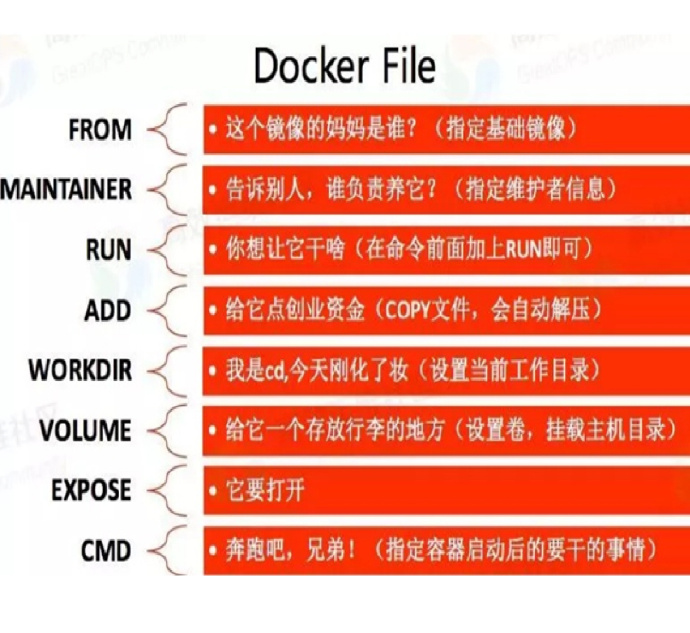 Docker File
FROM
• 这个镜像的妈妈是谁？（指定基础镜像）
MAINTAINER
• 告诉别人，谁负责养它？（指定维护者信息）
RUN
• 你想让它干啥（在命令前面加上RUN即可）
ADD
• 给它点创业资金（COPY文件，会自动解压）
WORKDIR
• 我是cd,今天刚化了妆（设置当前工作目录）
VOLUME
• 给它一个存放行李的地方（设置卷，挂载主机目录）
EXPOSE
• 它要打开
CMD
• 奔跑吧，兄弟！（指定容器启动后的要干的事情）